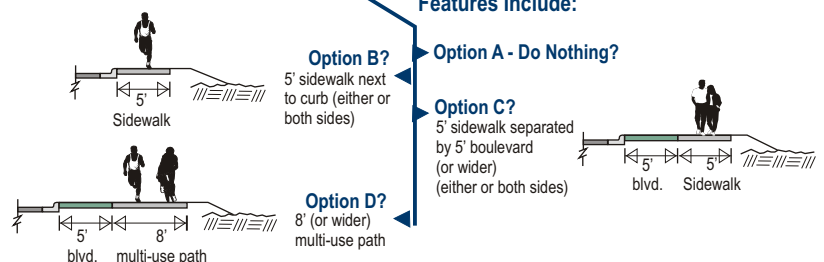 Features Include:
Option A - Do Nothing?
Option B?
5' sidewalk next
to curb (either or
both sides)
5'
Sidewalk
Option C?
5' sidewalk separated
by 5' boulevard
(or wider)
(either or both sides)
5' 5'
blvd. Sidewalk
Option D?
8' (or wider)
multi-use path
5' 8'
blvd. multi-use path